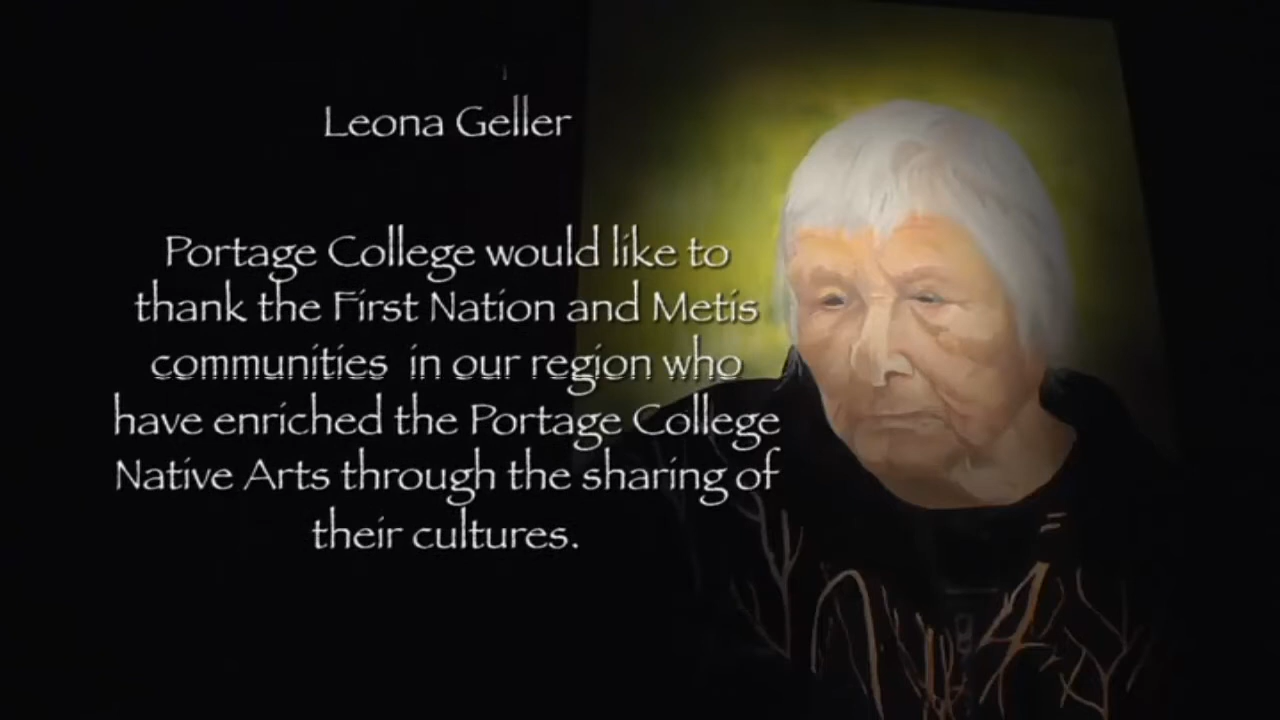 Leona Geller
Portage College would like to
thank the First Nation and Metis
communities in our region who
have enriched the Portage College
Native Arts through the sharing of
their cultures.